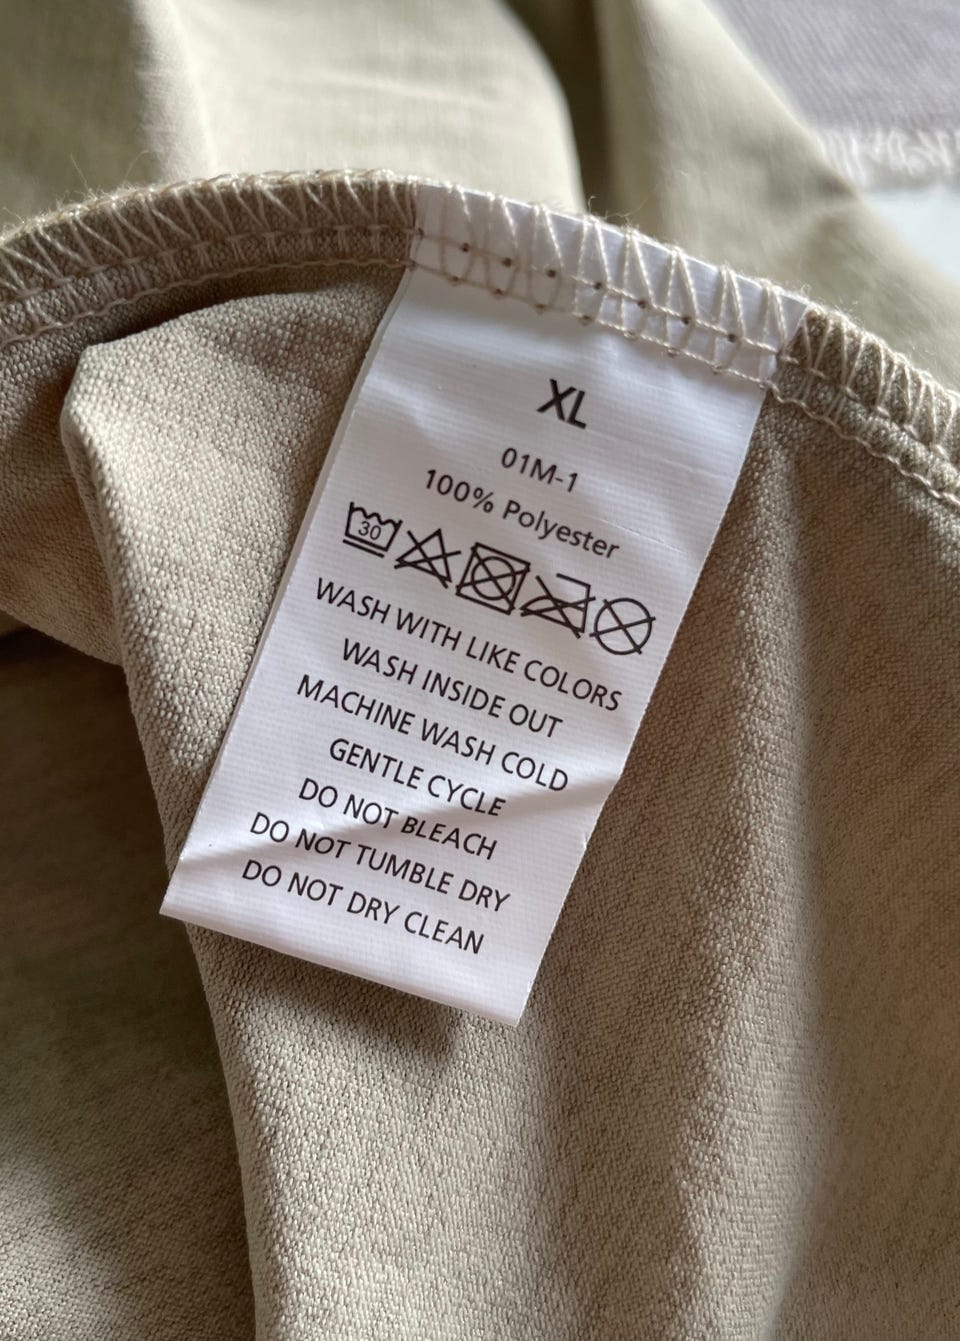 XL
01M-1
100% Polyester
30
WASH WITH LIKE COLORS
WASH INSIDE OUT
MACHINE WASH COLD
GENTLE CYCLE
DO NOT BLEACH
DO NOT TUMBLE DRY
DO NOT DRY CLEAN